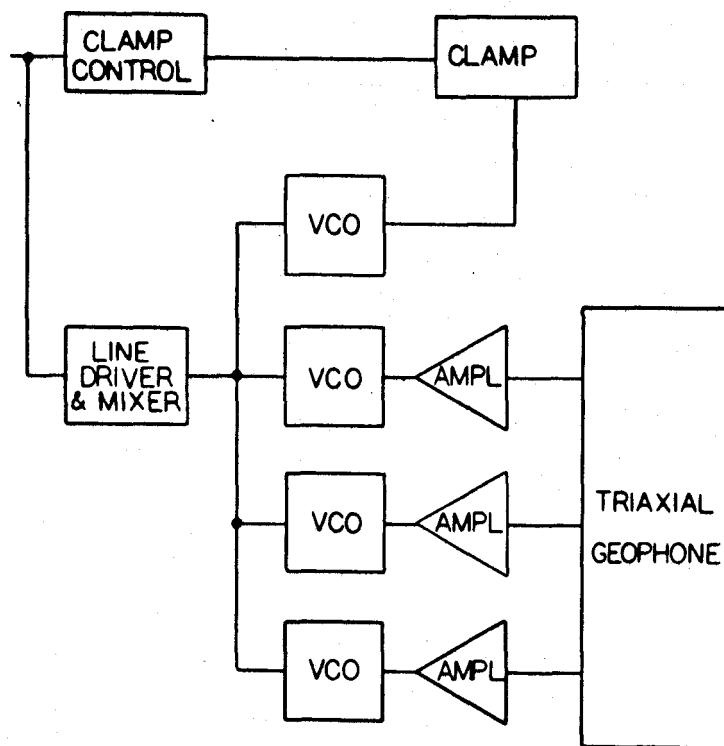 CLAMP
CONTROL
CLAMP
VCO
LINE
DRIVER
& MIXER
VCO
AMPL
VCO
AMPL
TRIAXIAL
GEOPHONE
VCO
AMPL